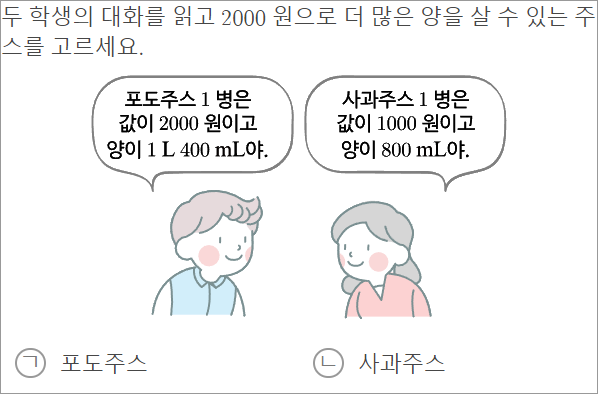 두 학생의 대화를 읽고 2000 원으로 더 많은 양을 살 수 있는 주
스를 고르세요.
포도주스 1 병은
값이 2000 원이고
양이 1 L 400 mL야.
사과주스 1 병은
값이 1000 원이고
양이 800 mL야.
㉠ 포도주스
㉡ 사과주스